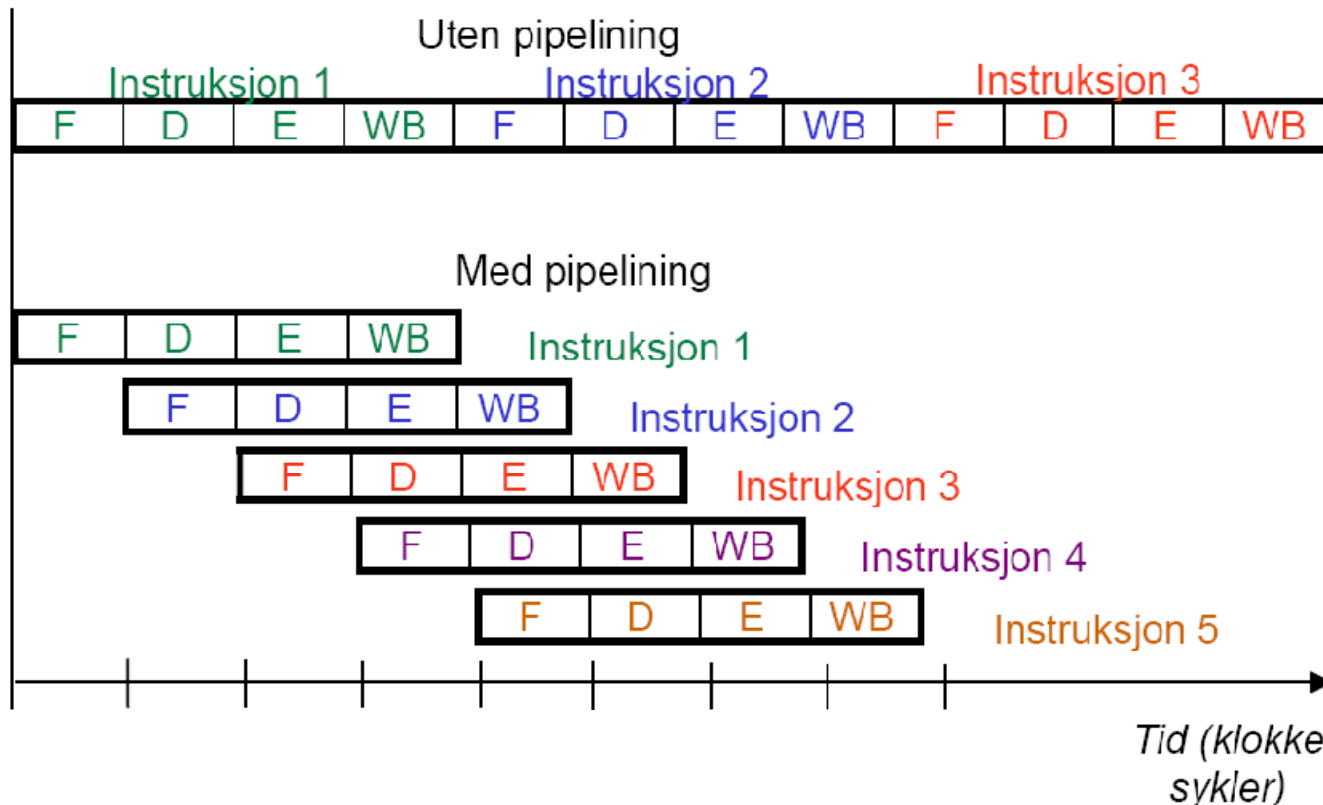 Uten pipelining
Instruksjon 1 Instruksjon 2 Instruksjon 3
F D E WB F D E WB F D E WB
Med pipelining
F D E WB Instruksjon 1
F D E WB Instruksjon 2
F D E WB Instruksjon 3
F D E WB Instruksjon 4
F D E WB Instruksjon 5
Tid (klokke
sykler)